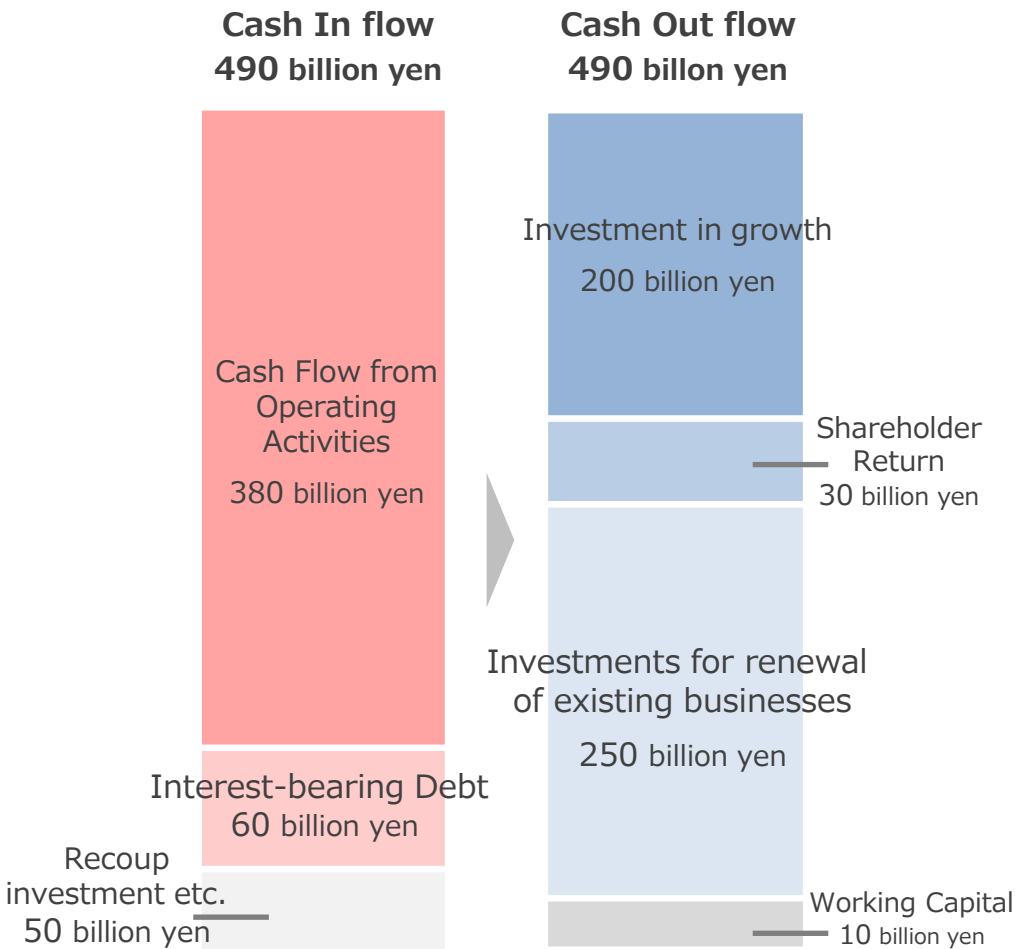 Cash In flow
490 billion yen
Cash Flow from
Operating
Activities
380 billion yen
Interest-bearing Debt
60 billion yen
Recoup
investment etc.
50 billion yen
Cash Out flow
490 billon yen
Investment in growth
200 billion yen
Shareholder
Return
30 billion yen
Investments for renewal
of existing businesses
250 billion yen
Working Capital
10 billion yen